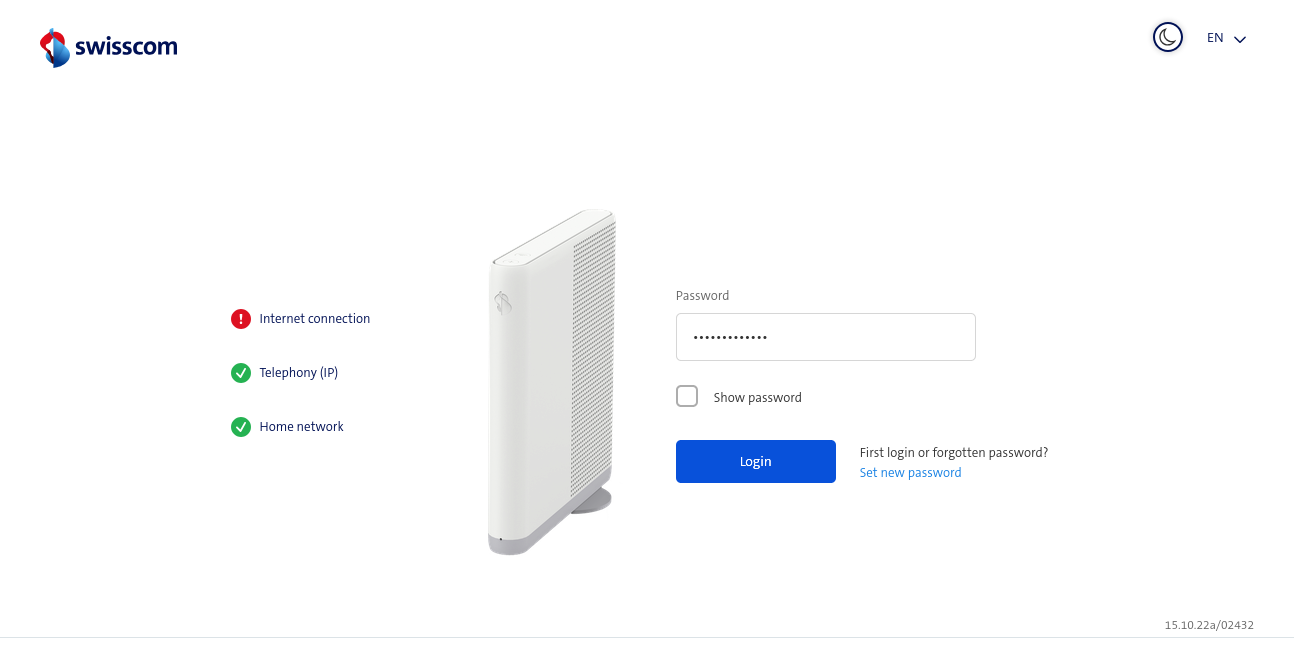 swisscom
EN
Internet connection
Telephony (IP)
Home network
Password
•••••••••••••
Show password
Login
First login or forgotten password?
Set new password
15.10.22a/02432